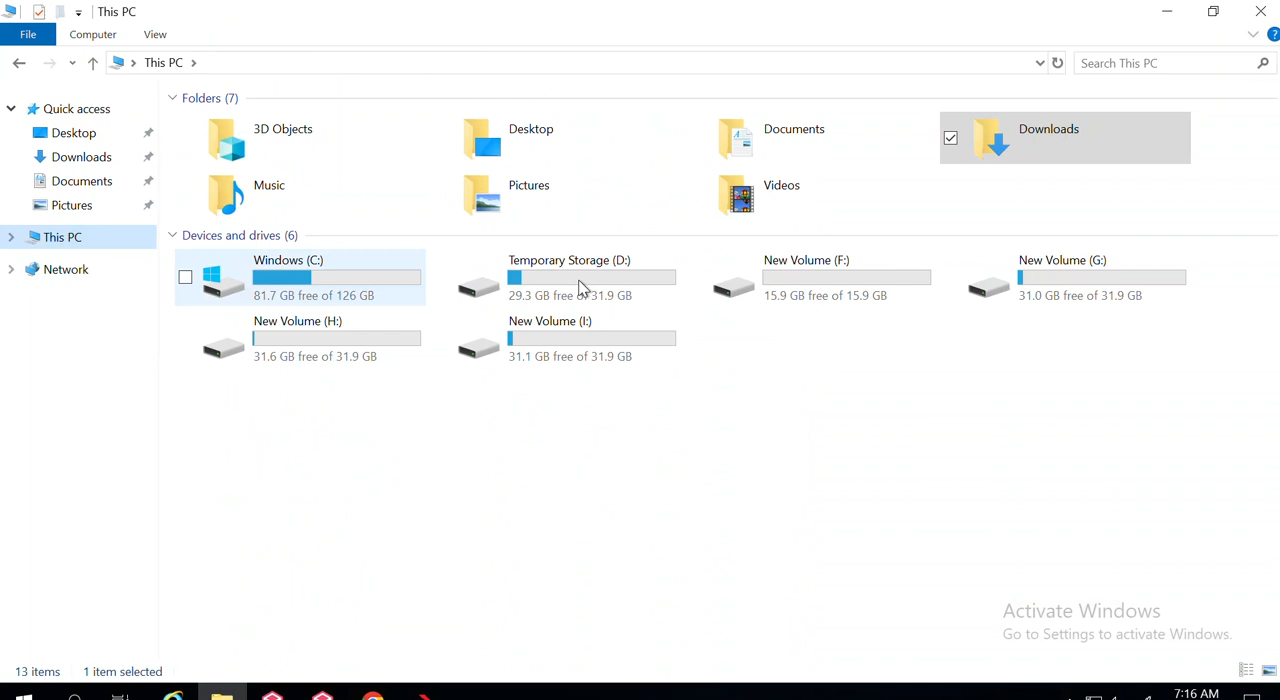 This PC
File Computer View
This PC
Search This PC
Quick access
Desktop
Downloads
Documents
Pictures
This PC
Network
Folders (7)
3D Objects
Desktop
Documents
Downloads
Music
Pictures
Videos
Devices and drives (6)
Windows (C:)
81.7 GB free of 126 GB
Temporary Storage (D:)
29.3 GB free of 31.9 GB
New Volume (F:)
15.9 GB free of 15.9 GB
New Volume (G:)
31.0 GB free of 31.9 GB
New Volume (H:)
31.6 GB free of 31.9 GB
New Volume (I:)
31.1 GB free of 31.9 GB
Activate Windows
Go to Settings to activate Windows.
13 items 1 item selected
7:16 AM